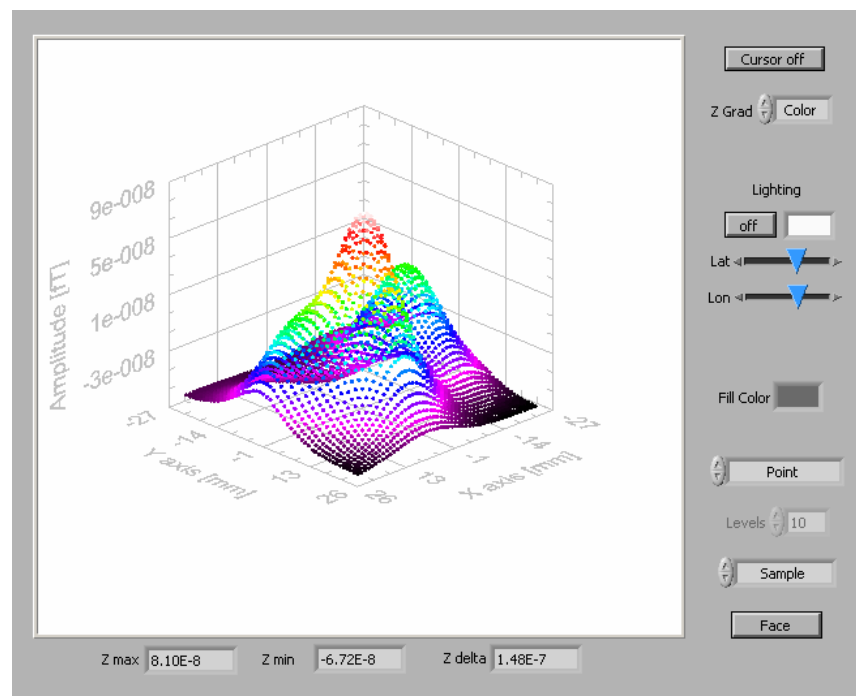 Cursor off
Z Grad Color
Lighting
off
Lat
Lon
Fill Color
Point
Levels 10
Sample
Face
9e-008
5e-008
1e-008
-3e-008
Amplitude [fT]
-27
-14
Y axis [mm]
13
26
-27
-14
-1
X axis [mm]
13
26
Z max 8.10E-8 Z min -6.72E-8 Z delta 1.48E-7